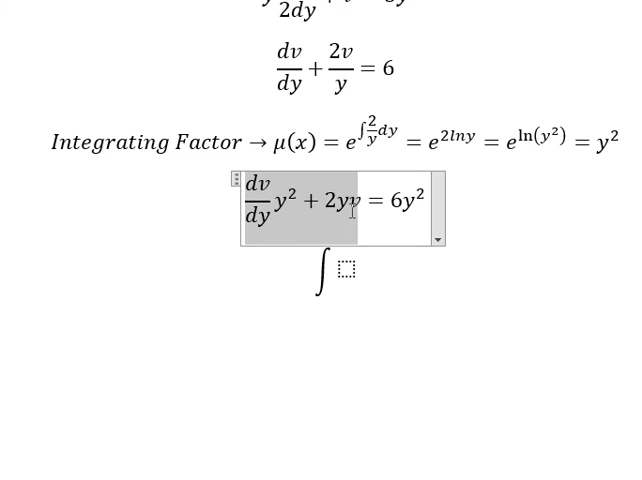 2dy
dv/dy + 2v/y = 6
Integrating Factor → μ(x) = e^{∫2/y dy} = e^{2lny} = e^{ln(y²)} = y²
dv/dy y² + 2yv = 6y²
∫